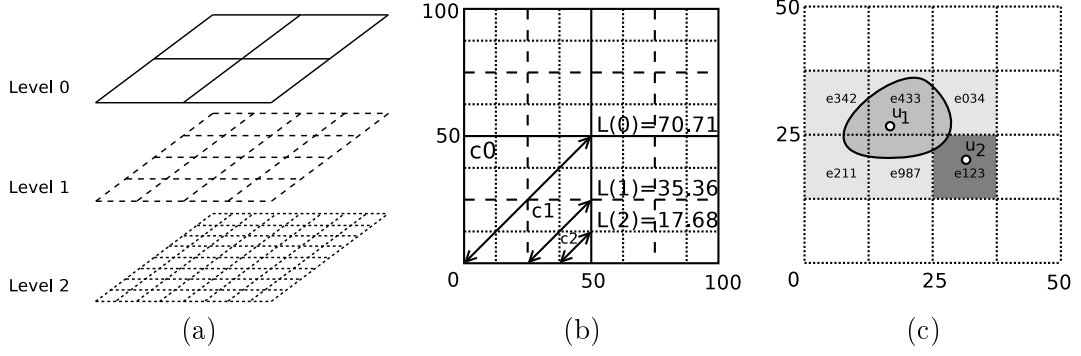 Level 0
Level 1
Level 2
(a)
100
50
0
50
100
c0
c1
c2
L(0)=70.71
L(1)=35.36
L(2)=17.68
(b)
50
25
0
25
50
e342
e433
e034
u1
u2
e211
e987
e123
(c)